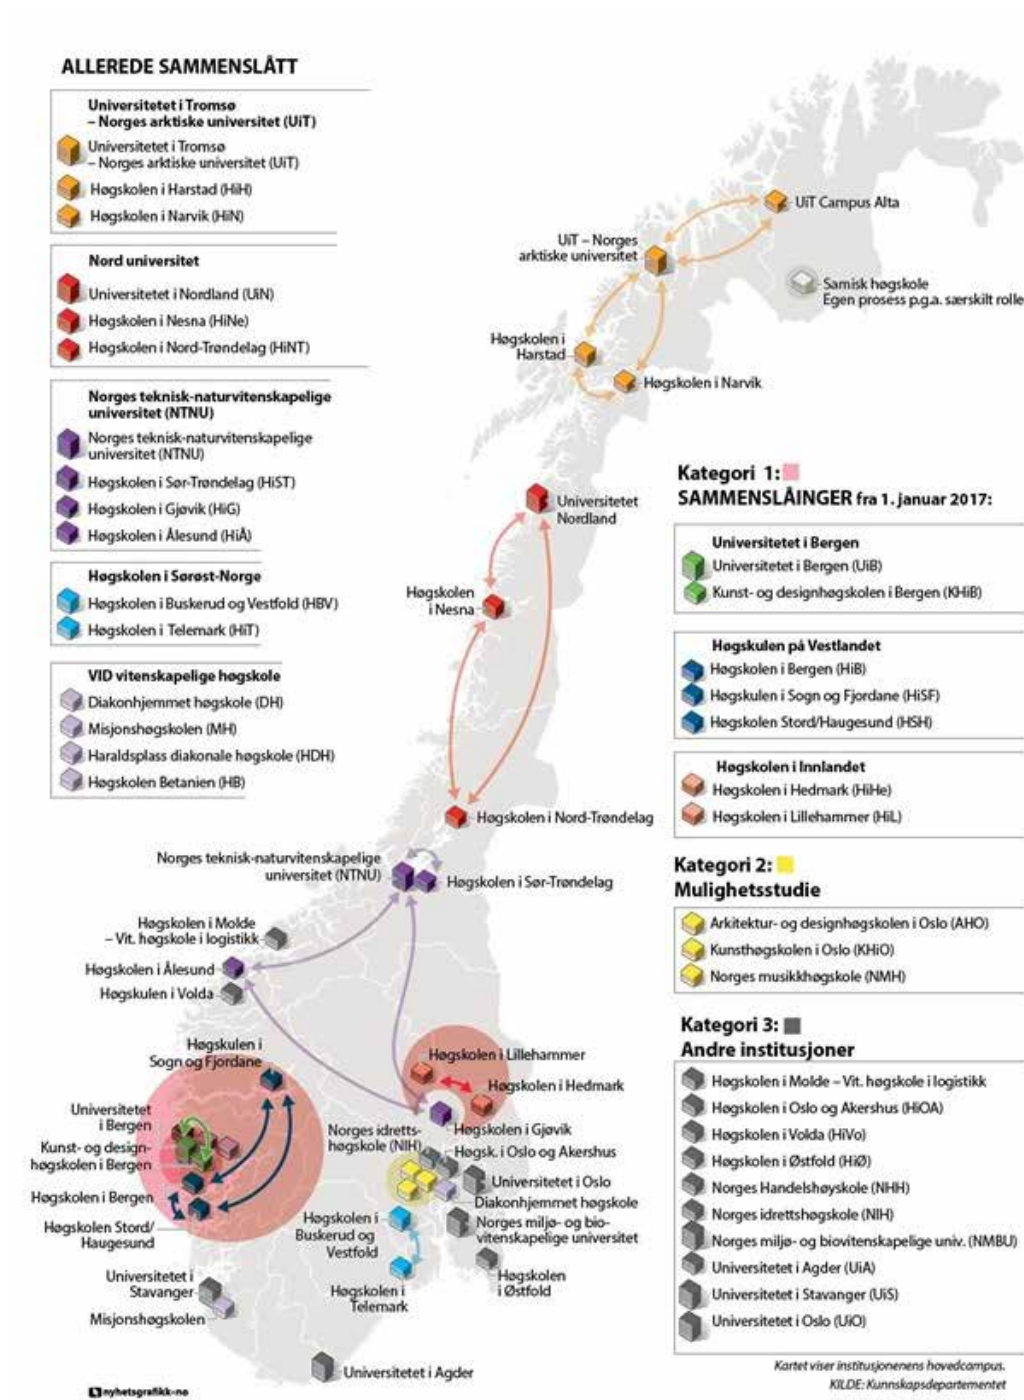 ALLEREDE SAMMENSLÅTT
Universitetet i Tromsø
– Norges arktiske universitet (UiT)
Universitetet i Tromsø
– Norges arktiske universitet (UiT)
Høgskolen i Harstad (HiH)
Høgskolen i Narvik (HiN)
Nord universitet
Universitetet i Nordland (UiN)
Høgskolen i Nesna (HiNe)
Høgskolen i Nord-Trøndelag (HiNT)
Norges teknisk-naturvitenskapelige
universitet (NTNU)
Norges teknisk-naturvitenskapelige
universitet (NTNU)
Høgskolen i Sør-Trøndelag (HiST)
Høgskolen i Gjøvik (HiG)
Høgskolen i Ålesund (HiÅ)
Høgskolen i Sørøst-Norge
Høgskolen i Buskerud og Vestfold (HBV)
Høgskolen i Telemark (HiT)
VID vitenskapelige høgskole
Diakonhjemmet høgskole (DH)
Misjonshøgskolen (MH)
Haraldsplass diakonale høgskole (HDH)
Høgskolen Betanien (HB)
UiT Campus Alta
UiT – Norges
arktiske universitet
Samisk høgskole
Egen prosess p.g.a. særskilt rolle
Høgskolen i
Harstad
Høgskolen i Narvik
Universitetet
Nordland
Høgskolen
i Nesna
Høgskolen i Nord-Trøndelag
Norges teknisk-naturvitenskapelige
universitet (NTNU)
Høgskolen i Sør-Trøndelag
Høgskolen i Molde
– Vit. høgskole i logistikk
Høgskolen i Ålesund
Høgskulen i Volda
Høgskulen i
Sogn og Fjordane
Høgskolen i Lillehammer
Høgskolen i Hedmark
Universitetet
i Bergen
Kunst- og design-
høgskolen i Bergen
Høgskolen i Bergen
Høgskolen Stord/
Haugesund
Norges idretts-
høgskole (NIH)
Høgskolen i Gjøvik
Høgsk. i Oslo og Akershus
Universitetet i Oslo
Diakonhjemmet høgskole
Norges miljø- og bio-
vitenskapelige universitet
Høgskolen i
Buskerud og
Vestfold
Høgskolen
i Østfold
Høgskolen i
Telemark
Universitetet i
Stavanger
Misjonshøgskolen
Universitetet i Agder
Kategori 1:
SAMMENSLÅINGER fra 1. januar 2017:
Universitetet i Bergen
Universitetet i Bergen (UiB)
Kunst- og designhøgskolen i Bergen (KHiB)
Høgskulen på Vestlandet
Høgskolen i Bergen (HiB)
Høgskulen i Sogn og Fjordane (HiSF)
Høgskolen Stord/Haugesund (HSH)
Høgskolen i Innlandet
Høgskolen i Hedmark (HiHe)
Høgskolen i Lillehammer (HiL)
Kategori 2:
Mulighetsstudie
Arkitektur- og designhøgskolen i Oslo (AHO)
Kunsthøgskolen i Oslo (KHiO)
Norges musikkhøgskole (NMH)
Kategori 3:
Andre institusjoner
Høgskolen i Molde – Vit. høgskole i logistikk
Høgskolen i Oslo og Akershus (HiOA)
Høgskolen i Volda (HiVo)
Høgskolen i Østfold (HiØ)
Norges Handelshøyskole (NHH)
Norges idrettshøgskole (NIH)
Norges miljø- og biovitenskapelige univ. (NMBU)
Universitetet i Agder (UiA)
Universitetet i Stavanger (UiS)
Universitetet i Oslo (UiO)
Kartet viser institusjonenens hovedcampus.
KILDE: Kunnskapsdepartementet
nyhetsgrafikk-no